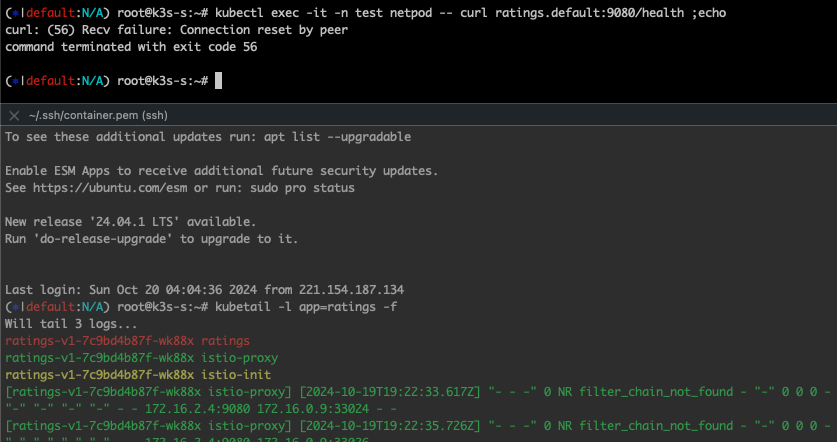 (*|default:N/A) root@k3s-s:~# kubectl exec -it -n test netpod -- curl ratings.default:9080/health ;echo
curl: (56) Recv failure: Connection reset by peer
command terminated with exit code 56
(*|default:N/A) root@k3s-s:~#
~/.ssh/container.pem (ssh)
To see these additional updates run: apt list --upgradable
Enable ESM Apps to receive additional future security updates.
See https://ubuntu.com/esm or run: sudo pro status
New release '24.04.1 LTS' available.
Run 'do-release-upgrade' to upgrade to it.
Last login: Sun Oct 20 04:04:36 2024 from 221.154.187.134
(*|default:N/A) root@k3s-s:~# kubetail -l app=ratings -f
Will tail 3 logs...
ratings-v1-7c9bd4b87f-wk88x ratings
ratings-v1-7c9bd4b87f-wk88x istio-proxy
ratings-v1-7c9bd4b87f-wk88x istio-init
[ratings-v1-7c9bd4b87f-wk88x istio-proxy] [2024-10-19T19:22:33.617Z] "- - -" 0 NR filter_chain_not_found - "-" 0 0 0 -
"-" "-" "-" "-" "-" - - 172.16.2.4:9080 172.16.0.9:33024 - -
[ratings-v1-7c9bd4b87f-wk88x istio-proxy] [2024-10-19T19:22:35.726Z] "- - -" 0 NR filter_chain_not_found - "-" 0 0 0 -